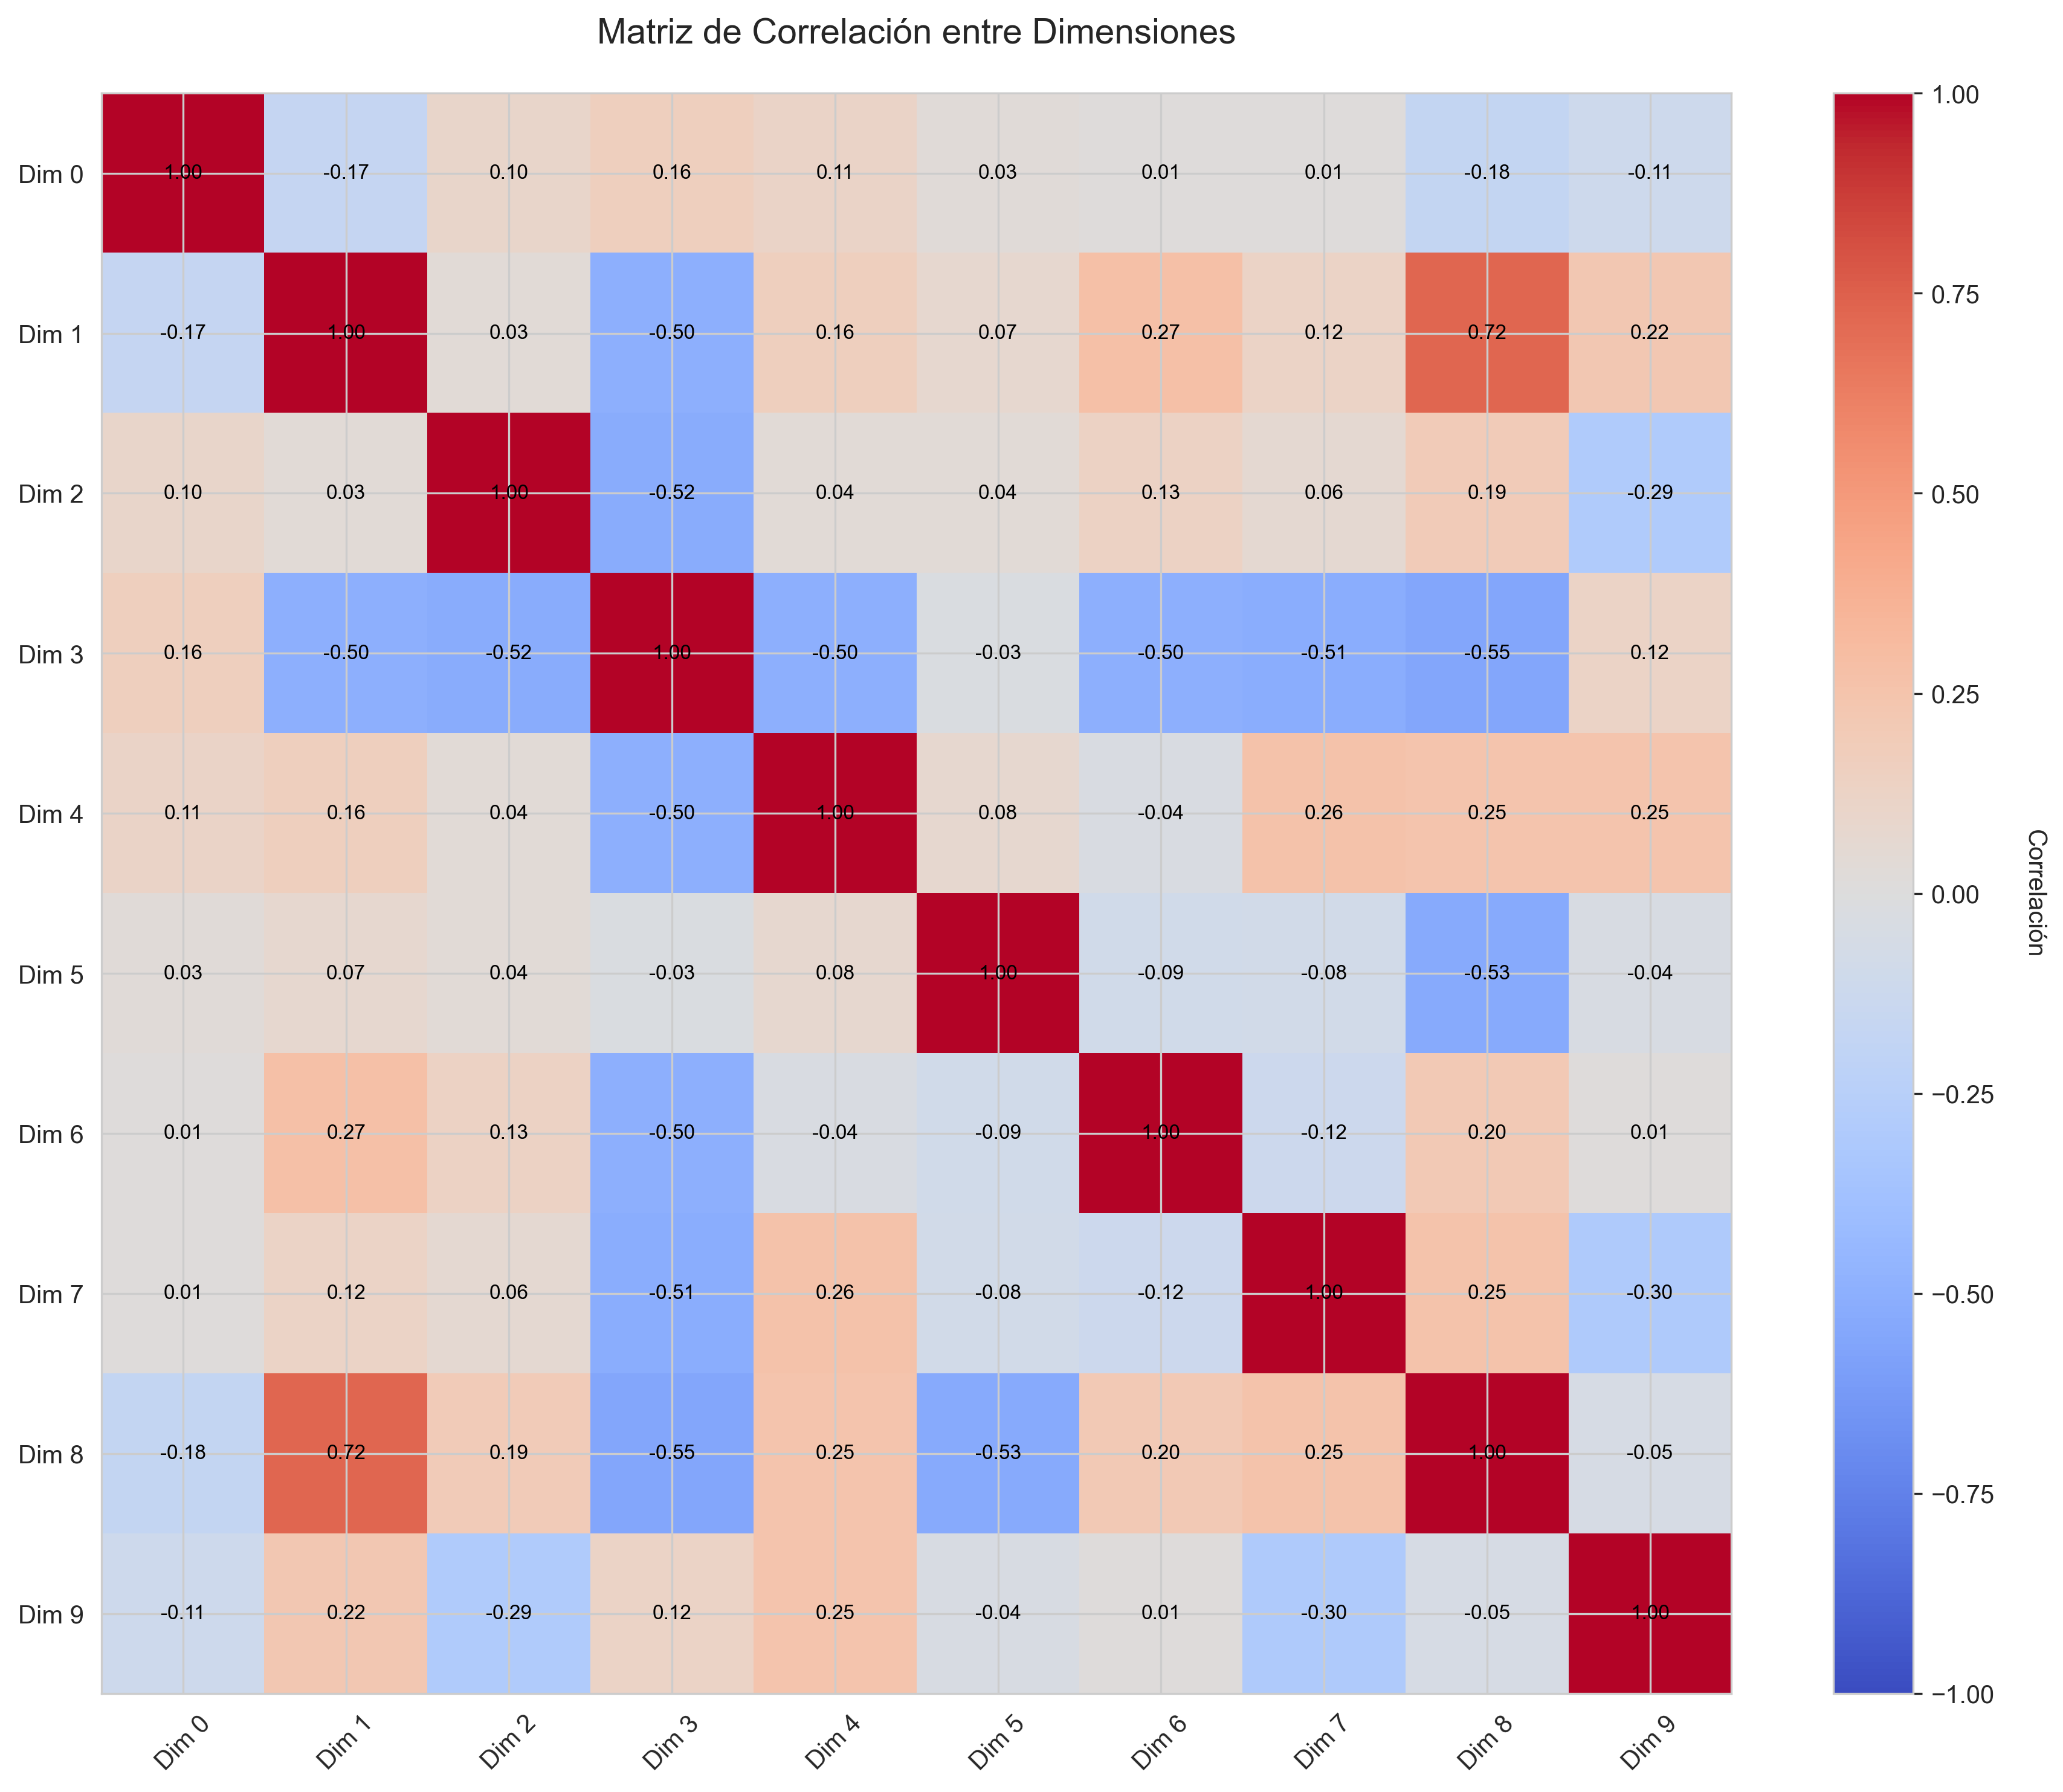 Matriz de Correlación entre Dimensiones
Dim 0 1.00 -0.17 0.10 0.16 0.11 0.03 0.01 0.01 -0.18 -0.11
Dim 1 -0.17 1.00 0.03 -0.50 0.16 0.07 0.27 0.12 0.72 0.22
Dim 2 0.10 0.03 1.00 -0.52 0.04 0.04 0.13 0.06 0.19 -0.29
Dim 3 0.16 -0.50 -0.52 1.00 -0.50 -0.03 -0.50 -0.51 -0.55 0.12
Dim 4 0.11 0.16 0.04 -0.50 1.00 0.08 -0.04 0.26 0.25 0.25
Dim 5 0.03 0.07 0.04 -0.03 0.08 1.00 -0.09 -0.08 -0.53 -0.04
Dim 6 0.01 0.27 0.13 -0.50 -0.04 -0.09 1.00 -0.12 0.20 0.01
Dim 7 0.01 0.12 0.06 -0.51 0.26 -0.08 -0.12 1.00 0.25 -0.30
Dim 8 -0.18 0.72 0.19 -0.55 0.25 -0.53 0.20 0.25 1.00 -0.05
Dim 9 -0.11 0.22 -0.29 0.12 0.25 -0.04 0.01 -0.30 -0.05 1.00
Dim 0 Dim 1 Dim 2 Dim 3 Dim 4 Dim 5 Dim 6 Dim 7 Dim 8 Dim 9
1.00
0.75
0.50
0.25
0.00
−0.25
−0.50
−0.75
−1.00
Correlación